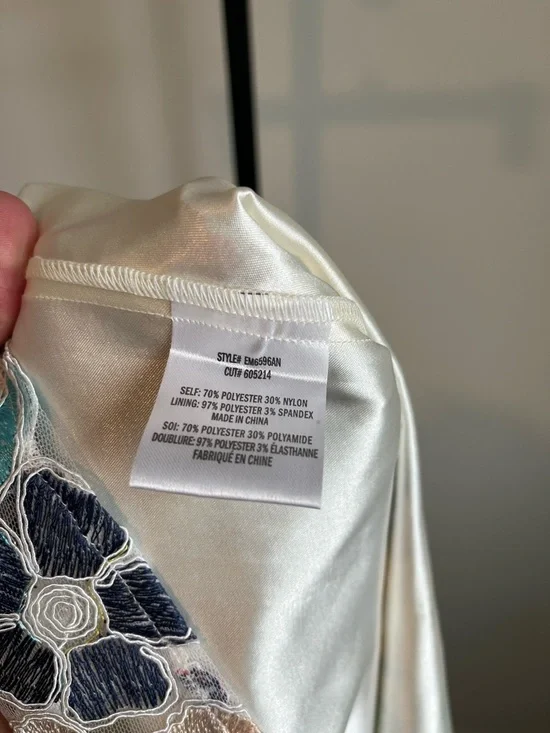 STYLE# EM6596AN
CUT# 605214
SELF: 70% POLYESTER 30% NYLON
LINING: 97% POLYESTER 3% SPANDEX
MADE IN CHINA
SOI: 70% POLYESTER 30% POLYAMIDE
DOUBLURE: 97% POLYESTER 3% ÉLASTHANNE
FABRIQUÉ EN CHINE